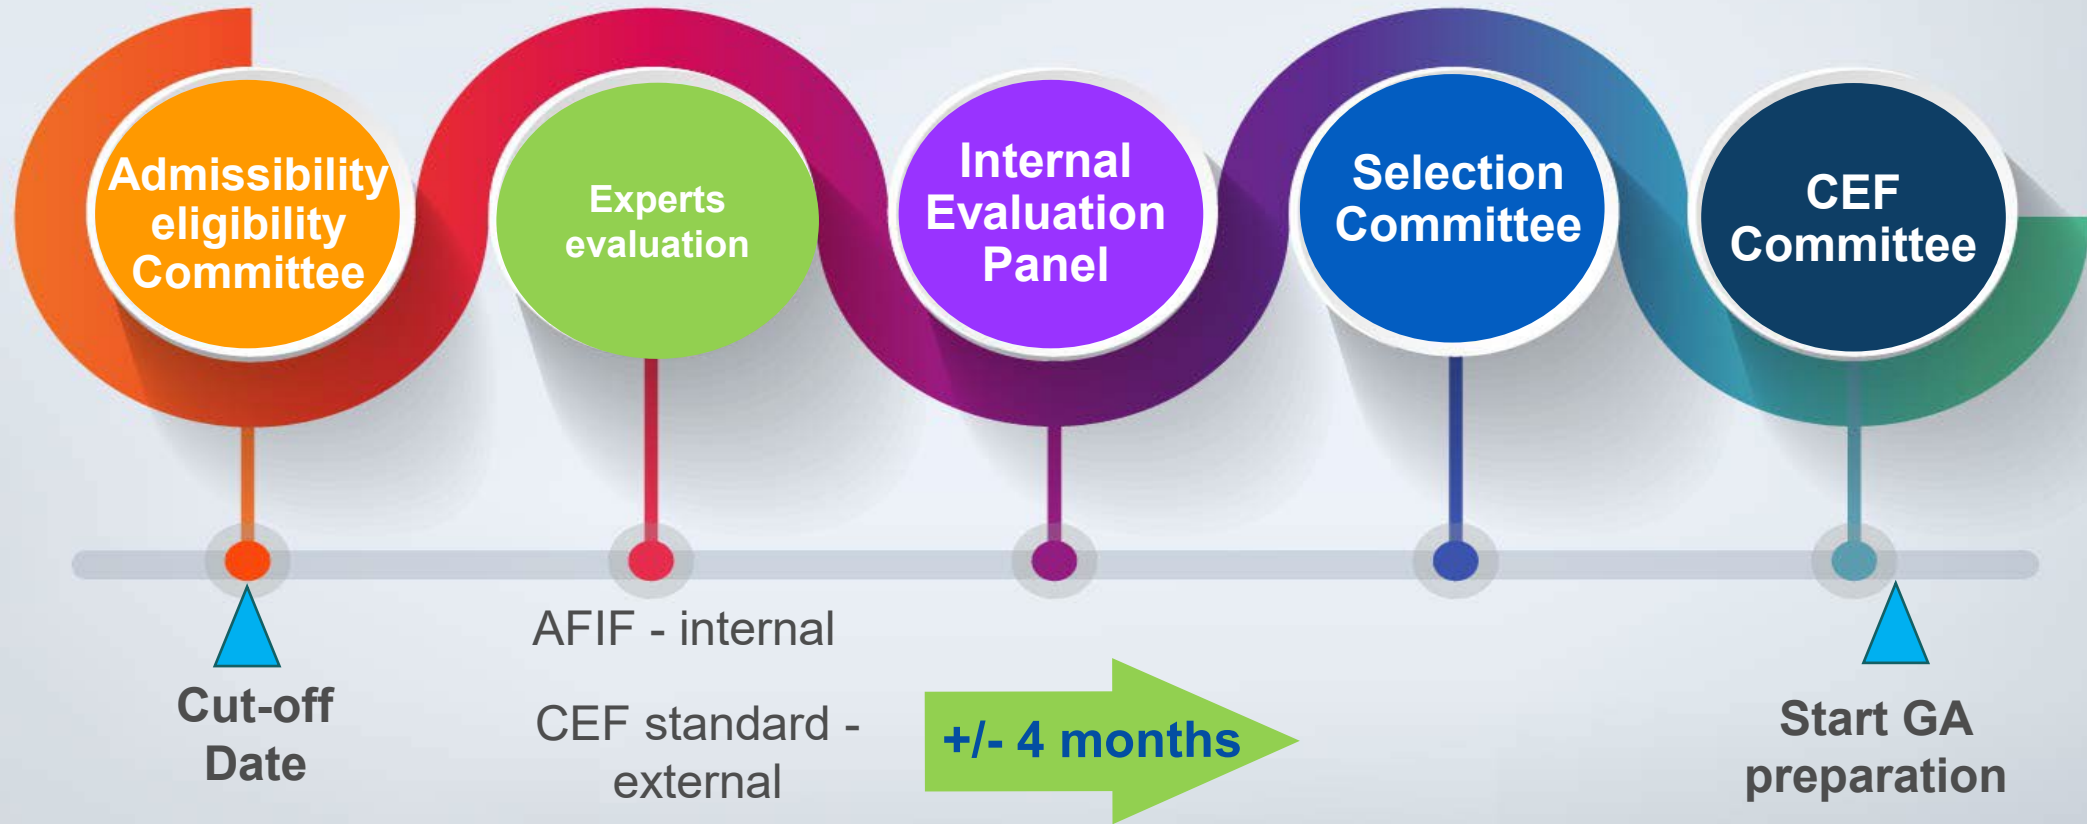 Admissibility
eligibility
Committee
Experts
evaluation
Internal
Evaluation
Panel
Selection
Committee
CEF
Committee
Cut-off
Date
AFIF - internal
CEF standard -
external
+/- 4 months
Start GA
preparation